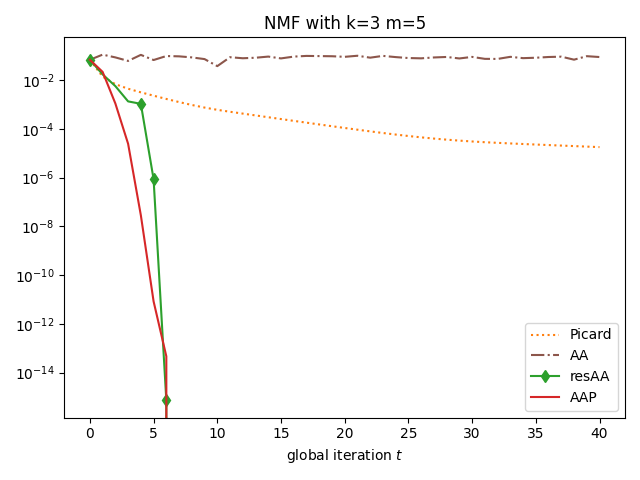 NMF with k=3 m=5
10^{-2}
10^{-4}
10^{-6}
10^{-8}
10^{-10}
10^{-12}
10^{-14}
Picard
AA
resAA
AAP
0 5 10 15 20 25 30 35 40
global iteration t